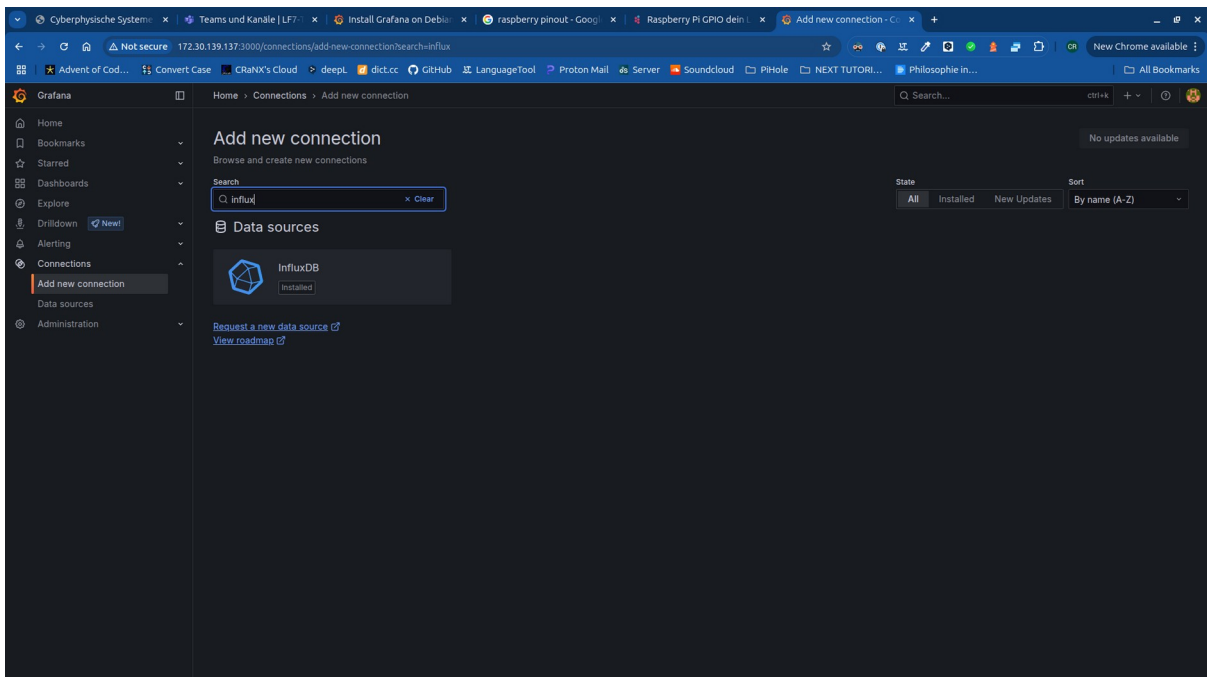 Cyberphysische Systeme
Teams und Kanäle | LF7-
Install Grafana on Debian
raspberry pinout - Googl
Raspberry Pi GPIO dein L
Add new connection - Co
Not secure 172.30.139.137:3000/connections/add-new-connection?search=influx
CR New Chrome available
Advent of Cod... Convert Case CRaNX's Cloud deepL dict.cc GitHub LanguageTool Proton Mail Server Soundcloud PiHole NEXT TUTORI... Philosophie in... All Bookmarks
Grafana
Home › Connections › Add new connection
Search... ctrl+k
Home
Bookmarks
Starred
Dashboards
Explore
Drilldown New!
Alerting
Connections
Add new connection
Data sources
Administration
Add new connection
No updates available
Browse and create new connections
Search
influx × Clear
State
All Installed New Updates
Sort
By name (A-Z)
Data sources
InfluxDB
Installed
Request a new data source
View roadmap